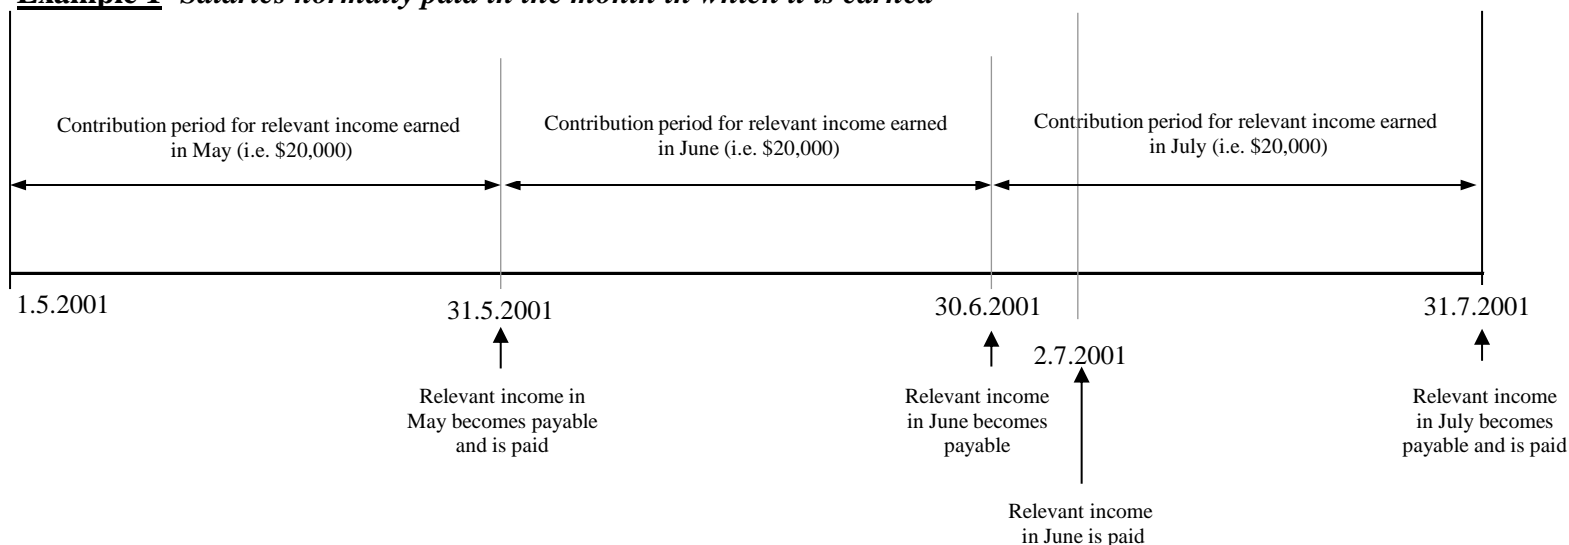 Example 1 Salaries normally paid in the month in which it is earned
Contribution period for relevant income earned
in May (i.e. $20,000)
Contribution period for relevant income earned
in June (i.e. $20,000)
Contribution period for relevant income earned
in July (i.e. $20,000)
1.5.2001
31.5.2001
30.6.2001
2.7.2001
31.7.2001
Relevant income in
May becomes payable
and is paid
Relevant income
in June becomes
payable
Relevant income
in June is paid
Relevant income
in July becomes
payable and is paid